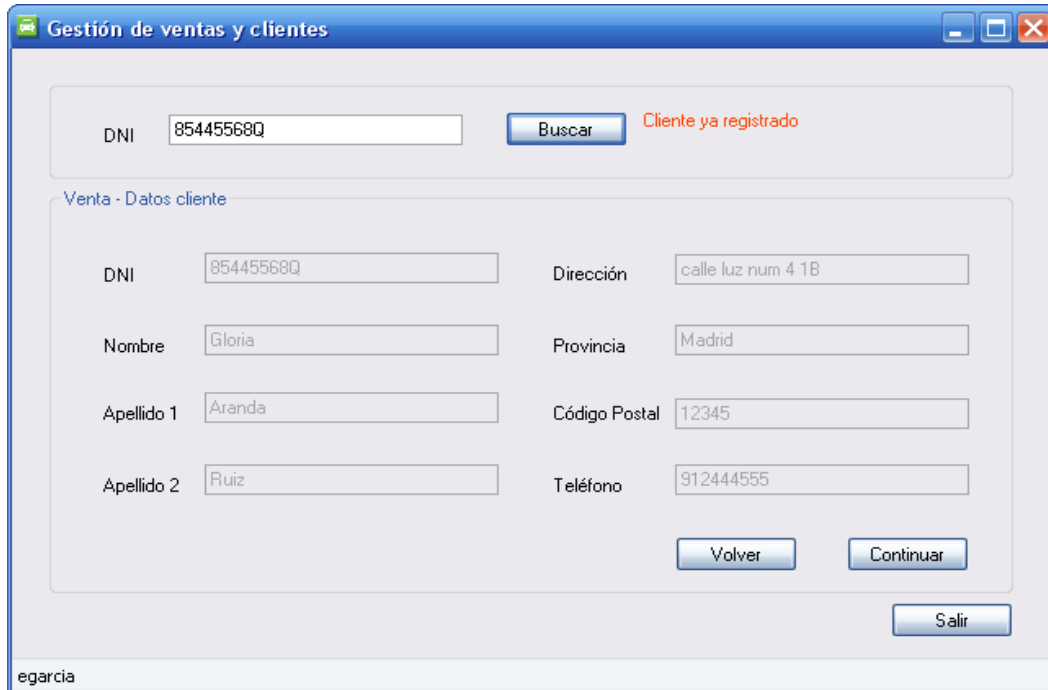 Gestión de ventas y clientes
DNI 85445568Q Buscar Cliente ya registrado
Venta - Datos cliente
DNI 85445568Q Dirección calle luz num 4 1B
Nombre Gloria Provincia Madrid
Apellido 1 Aranda Código Postal 12345
Apellido 2 Ruiz Teléfono 912444555
Volver Continuar
Salir
egarcia